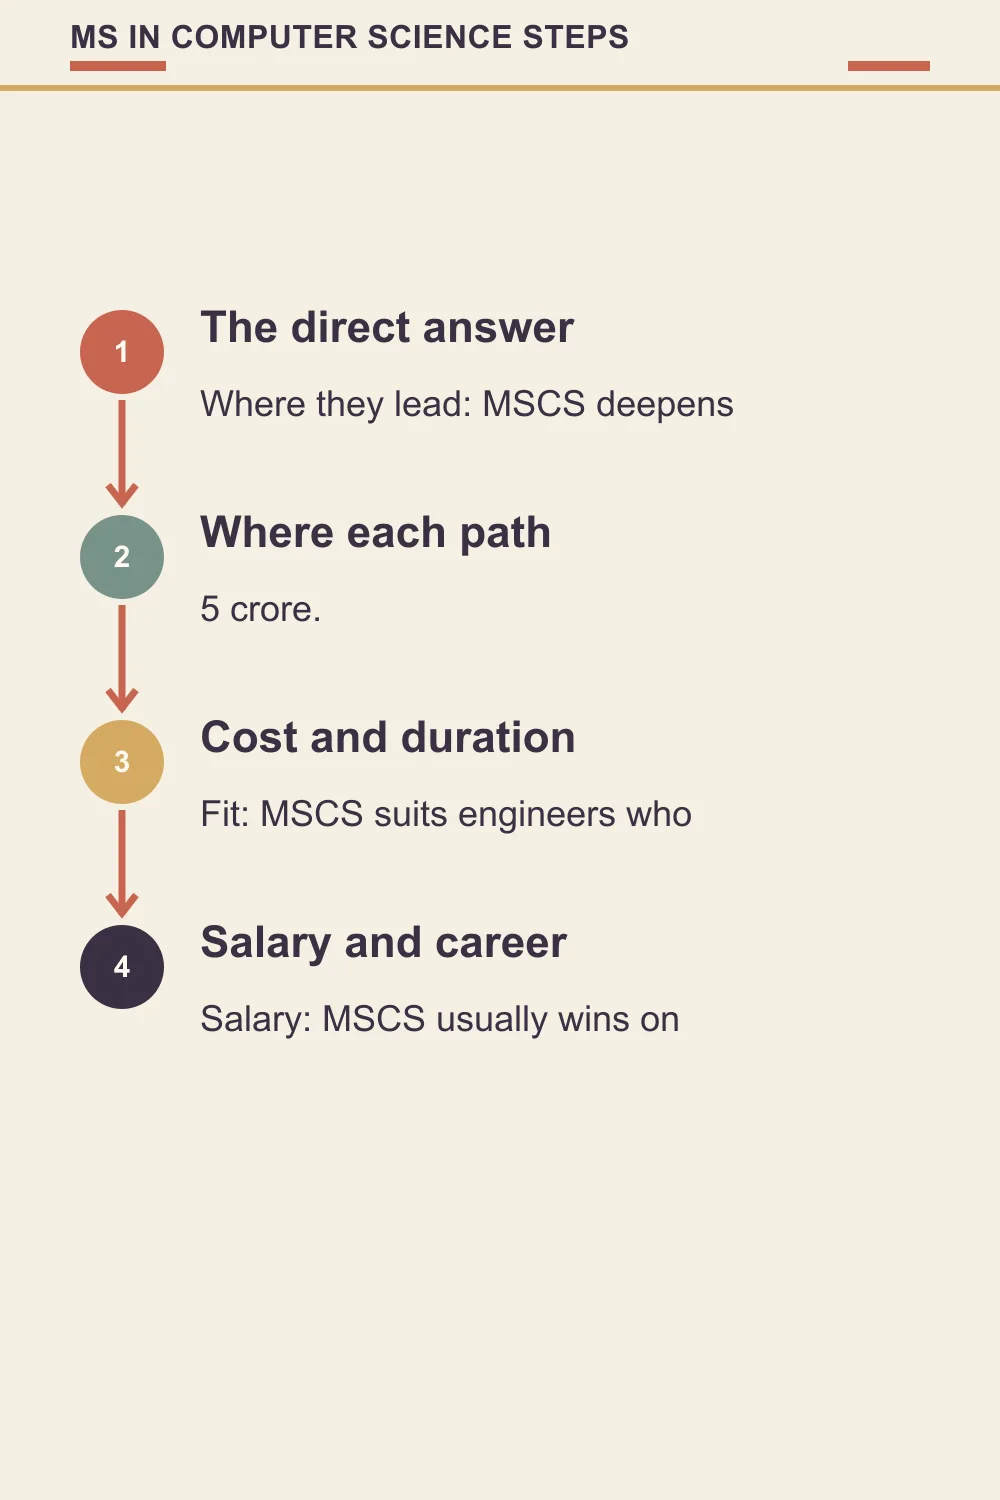 MS IN COMPUTER SCIENCE STEPS
1
The direct answer
Where they lead: MSCS deepens
2
Where each path
5 crore.
3
Cost and duration
Fit: MSCS suits engineers who
4
Salary and career
Salary: MSCS usually wins on